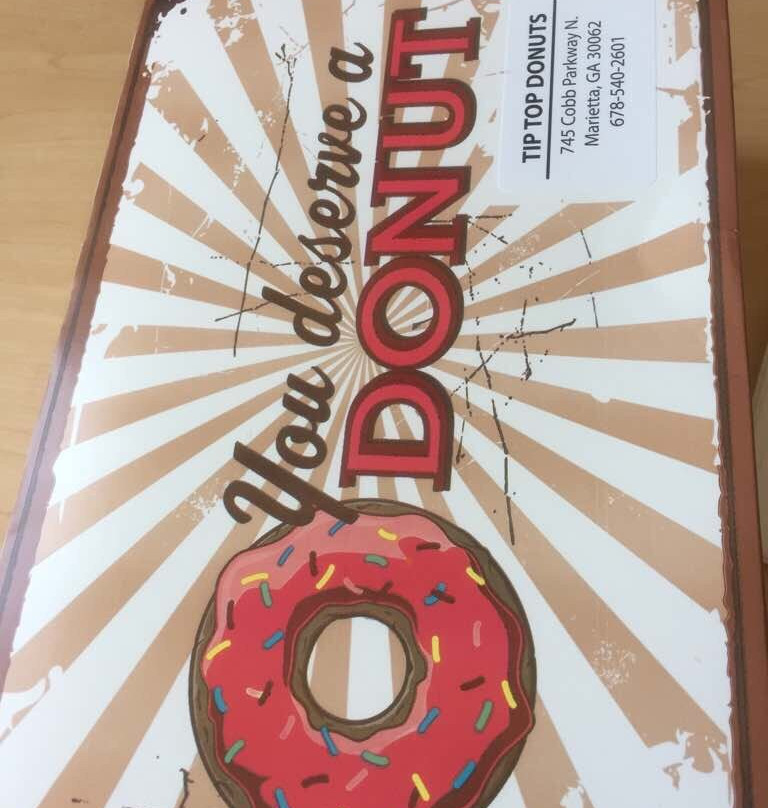 You deserve a
DONUT
TIP TOP DONUTS
745 Cobb Parkway N.
Marietta, GA 30062
678-540-2601